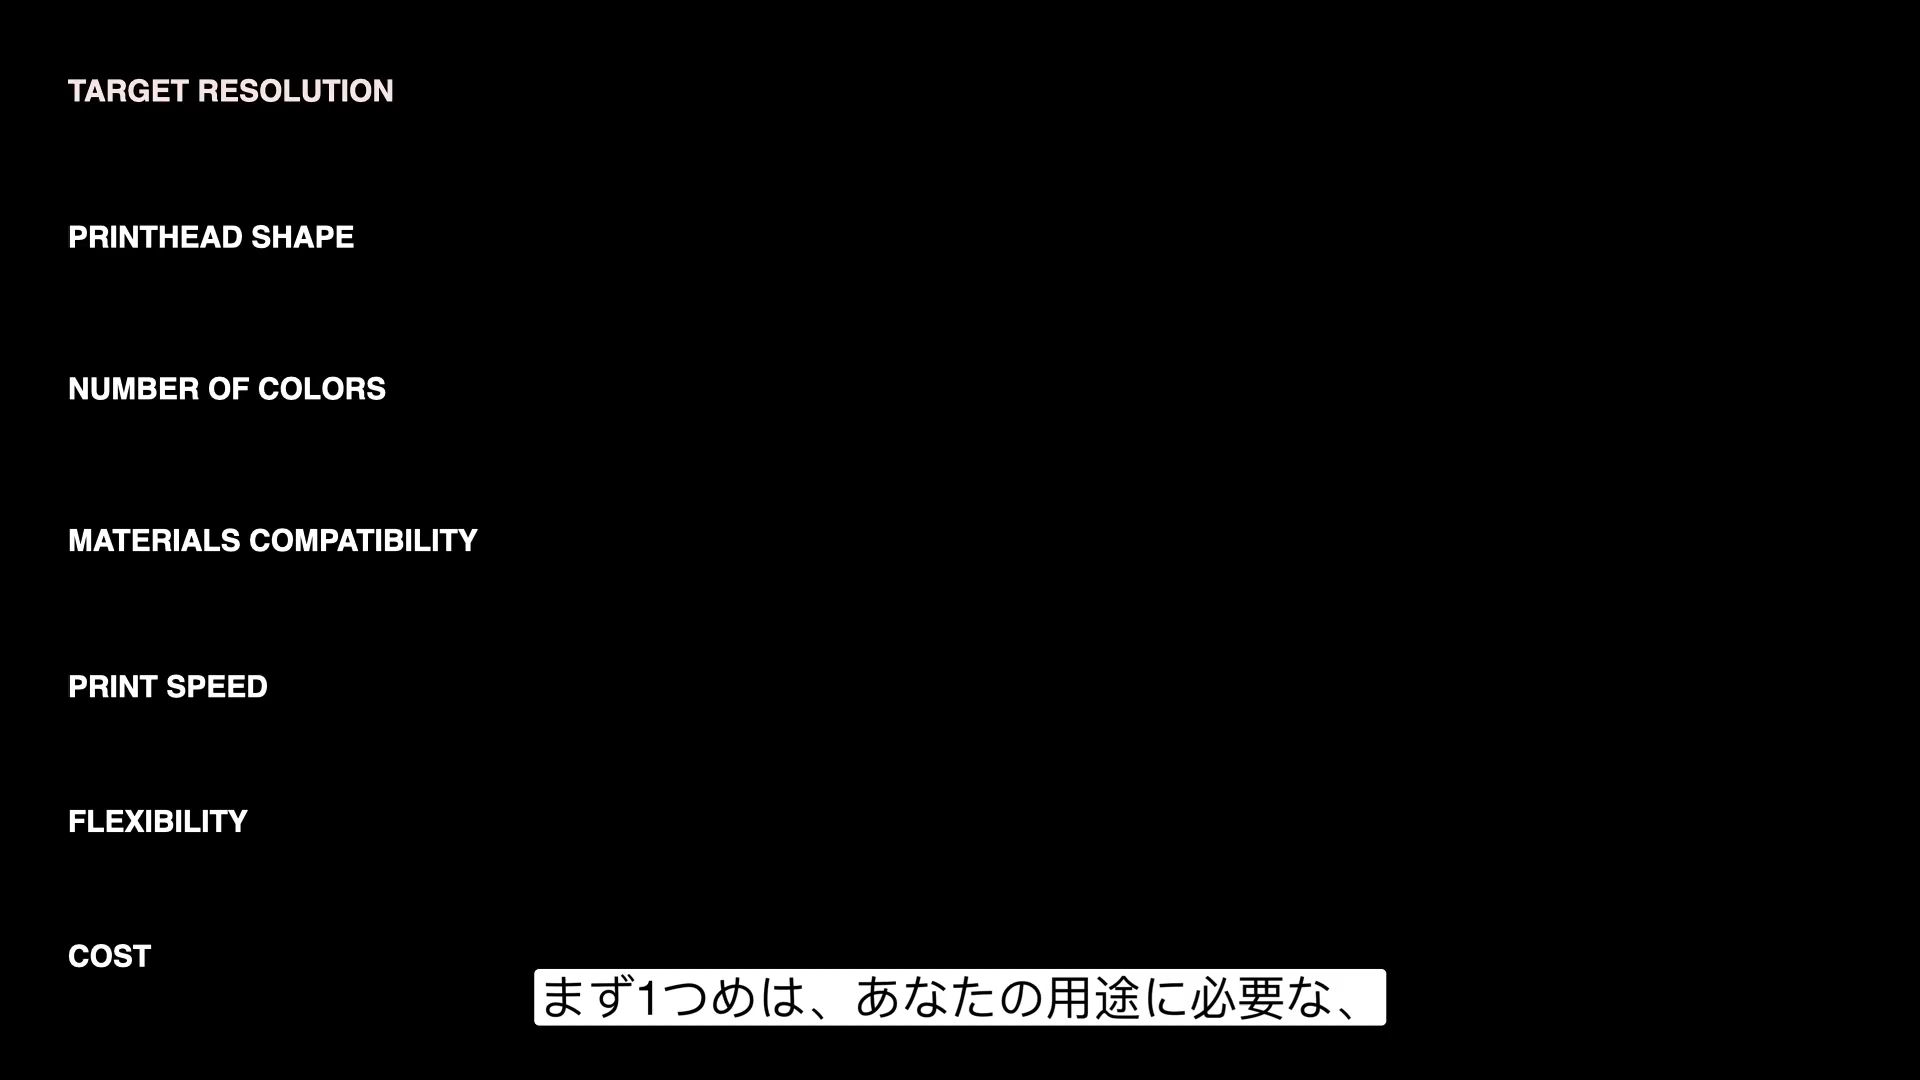 TARGET RESOLUTION
PRINTHEAD SHAPE
NUMBER OF COLORS
MATERIALS COMPATIBILITY
PRINT SPEED
FLEXIBILITY
COST
まず1つめは、あなたの用途に必要な、